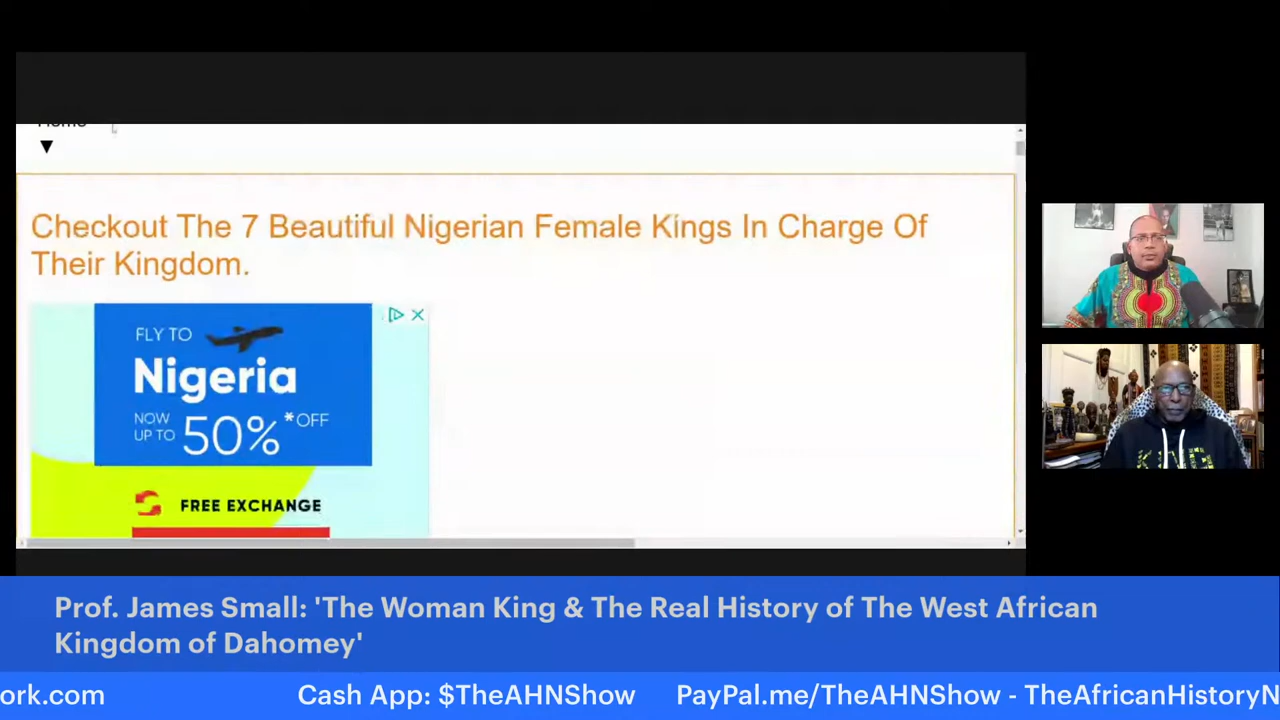 Checkout The 7 Beautiful Nigerian Female Kings In Charge Of
Their Kingdom.
FLY TO
Nigeria
NOW
UP TO 50%*OFF
FREE EXCHANGE
Prof. James Small: 'The Woman King & The Real History of The West African
Kingdom of Dahomey'
ork.com Cash App: $TheAHNShow PayPal.me/TheAHNShow - TheAfricanHistoryN